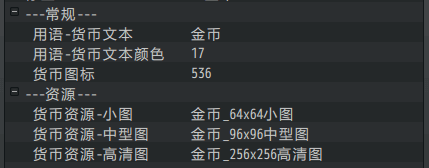 ---常规---
用语-货币文本 金币
用语-货币文本颜色 17
货币图标 536
---资源---
货币资源-小图 金币_64x64小图
货币资源-中型图 金币_96x96中型图
货币资源-高清图 金币_256x256高清图